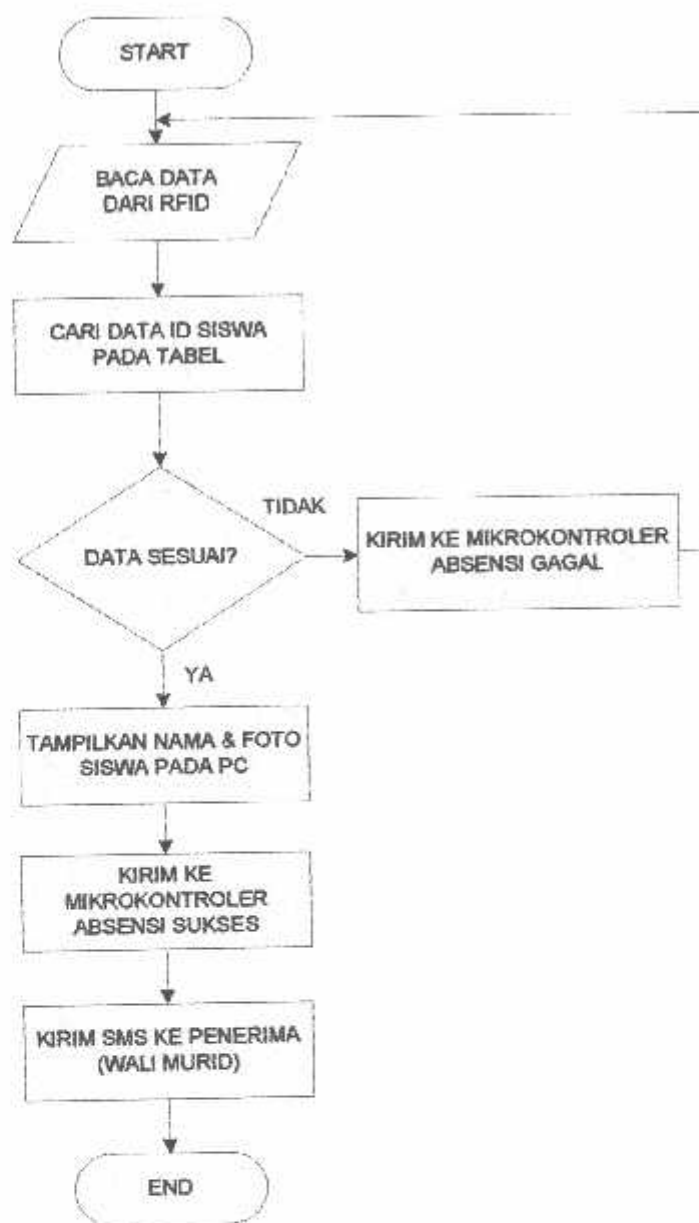 START
BACA DATA
DARI RFID
CARI DATA ID SISWA
PADA TABEL
DATA SESUAI?
TIDAK
KIRIM KE MIKROKONTROLER
ABSENSI GAGAL
YA
TAMPILKAN NAMA & FOTO
SISWA PADA PC
KIRIM KE
MIKROKONTROLER
ABSENSI SUKSES
KIRIM SMS KE PENERIMA
(WALI MURID)
END